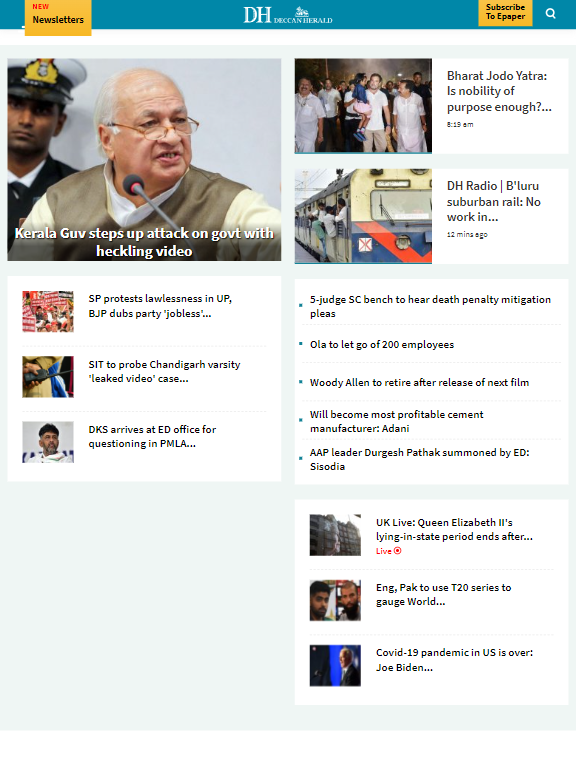 NEW
Newsletters
DH DECCAN HERALD
Subscribe
To Epaper
Kerala Guv steps up attack on govt with
heckling video
SP protests lawlessness in UP,
BJP dubs party 'jobless'...
SIT to probe Chandigarh varsity
'leaked video' case...
DKS arrives at ED office for
questioning in PMLA...
Bharat Jodo Yatra:
Is nobility of
purpose enough?...
8:19 am
DH Radio | B'luru
suburban rail: No
work in...
12 mins ago
5-judge SC bench to hear death penalty mitigation
pleas
Ola to let go of 200 employees
Woody Allen to retire after release of next film
Will become most profitable cement
manufacturer: Adani
AAP leader Durgesh Pathak summoned by ED:
Sisodia
UK Live: Queen Elizabeth II's
lying-in-state period ends after...
Live
Eng, Pak to use T20 series to
gauge World...
Covid-19 pandemic in US is over:
Joe Biden...